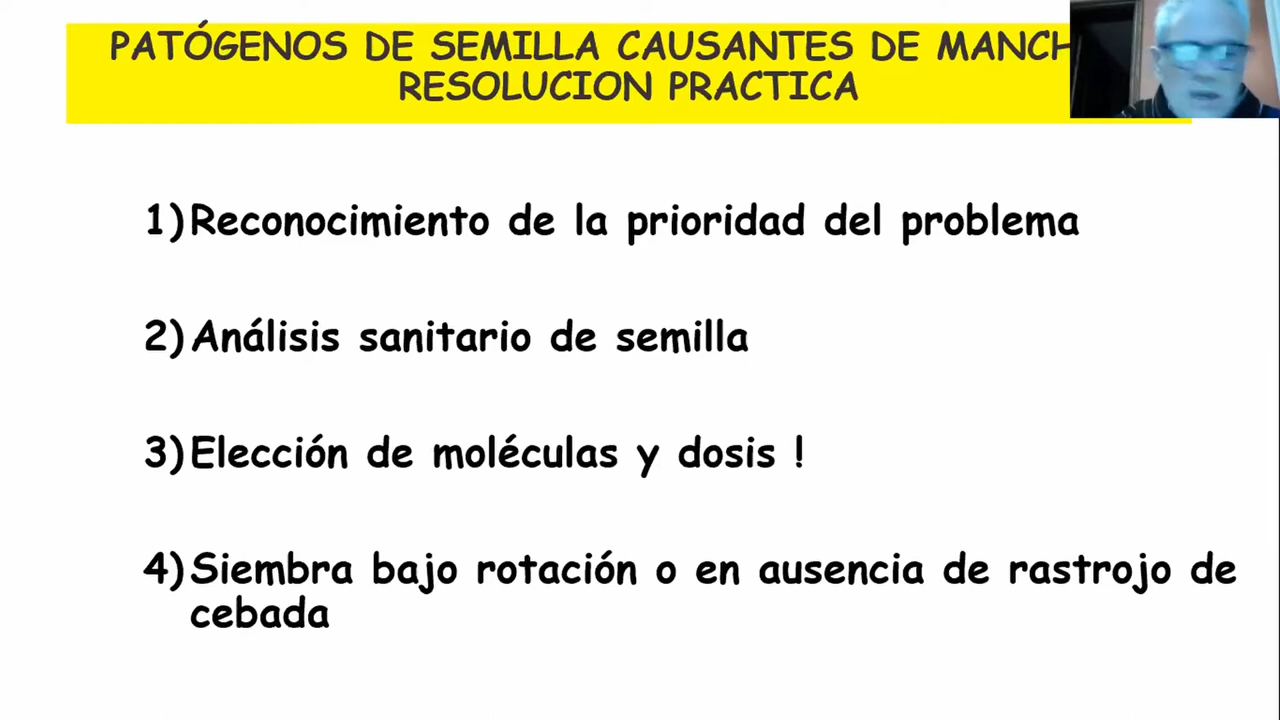 PATÓGENOS DE SEMILLA CAUSANTES DE
RESOLUCION PRACTICA
1) Reconocimiento de la prioridad del problema
2) Análisis sanitario de semilla
3) Elección de moléculas y dosis !
4) Siembra bajo rotación o en ausencia de rastrojo de
cebada